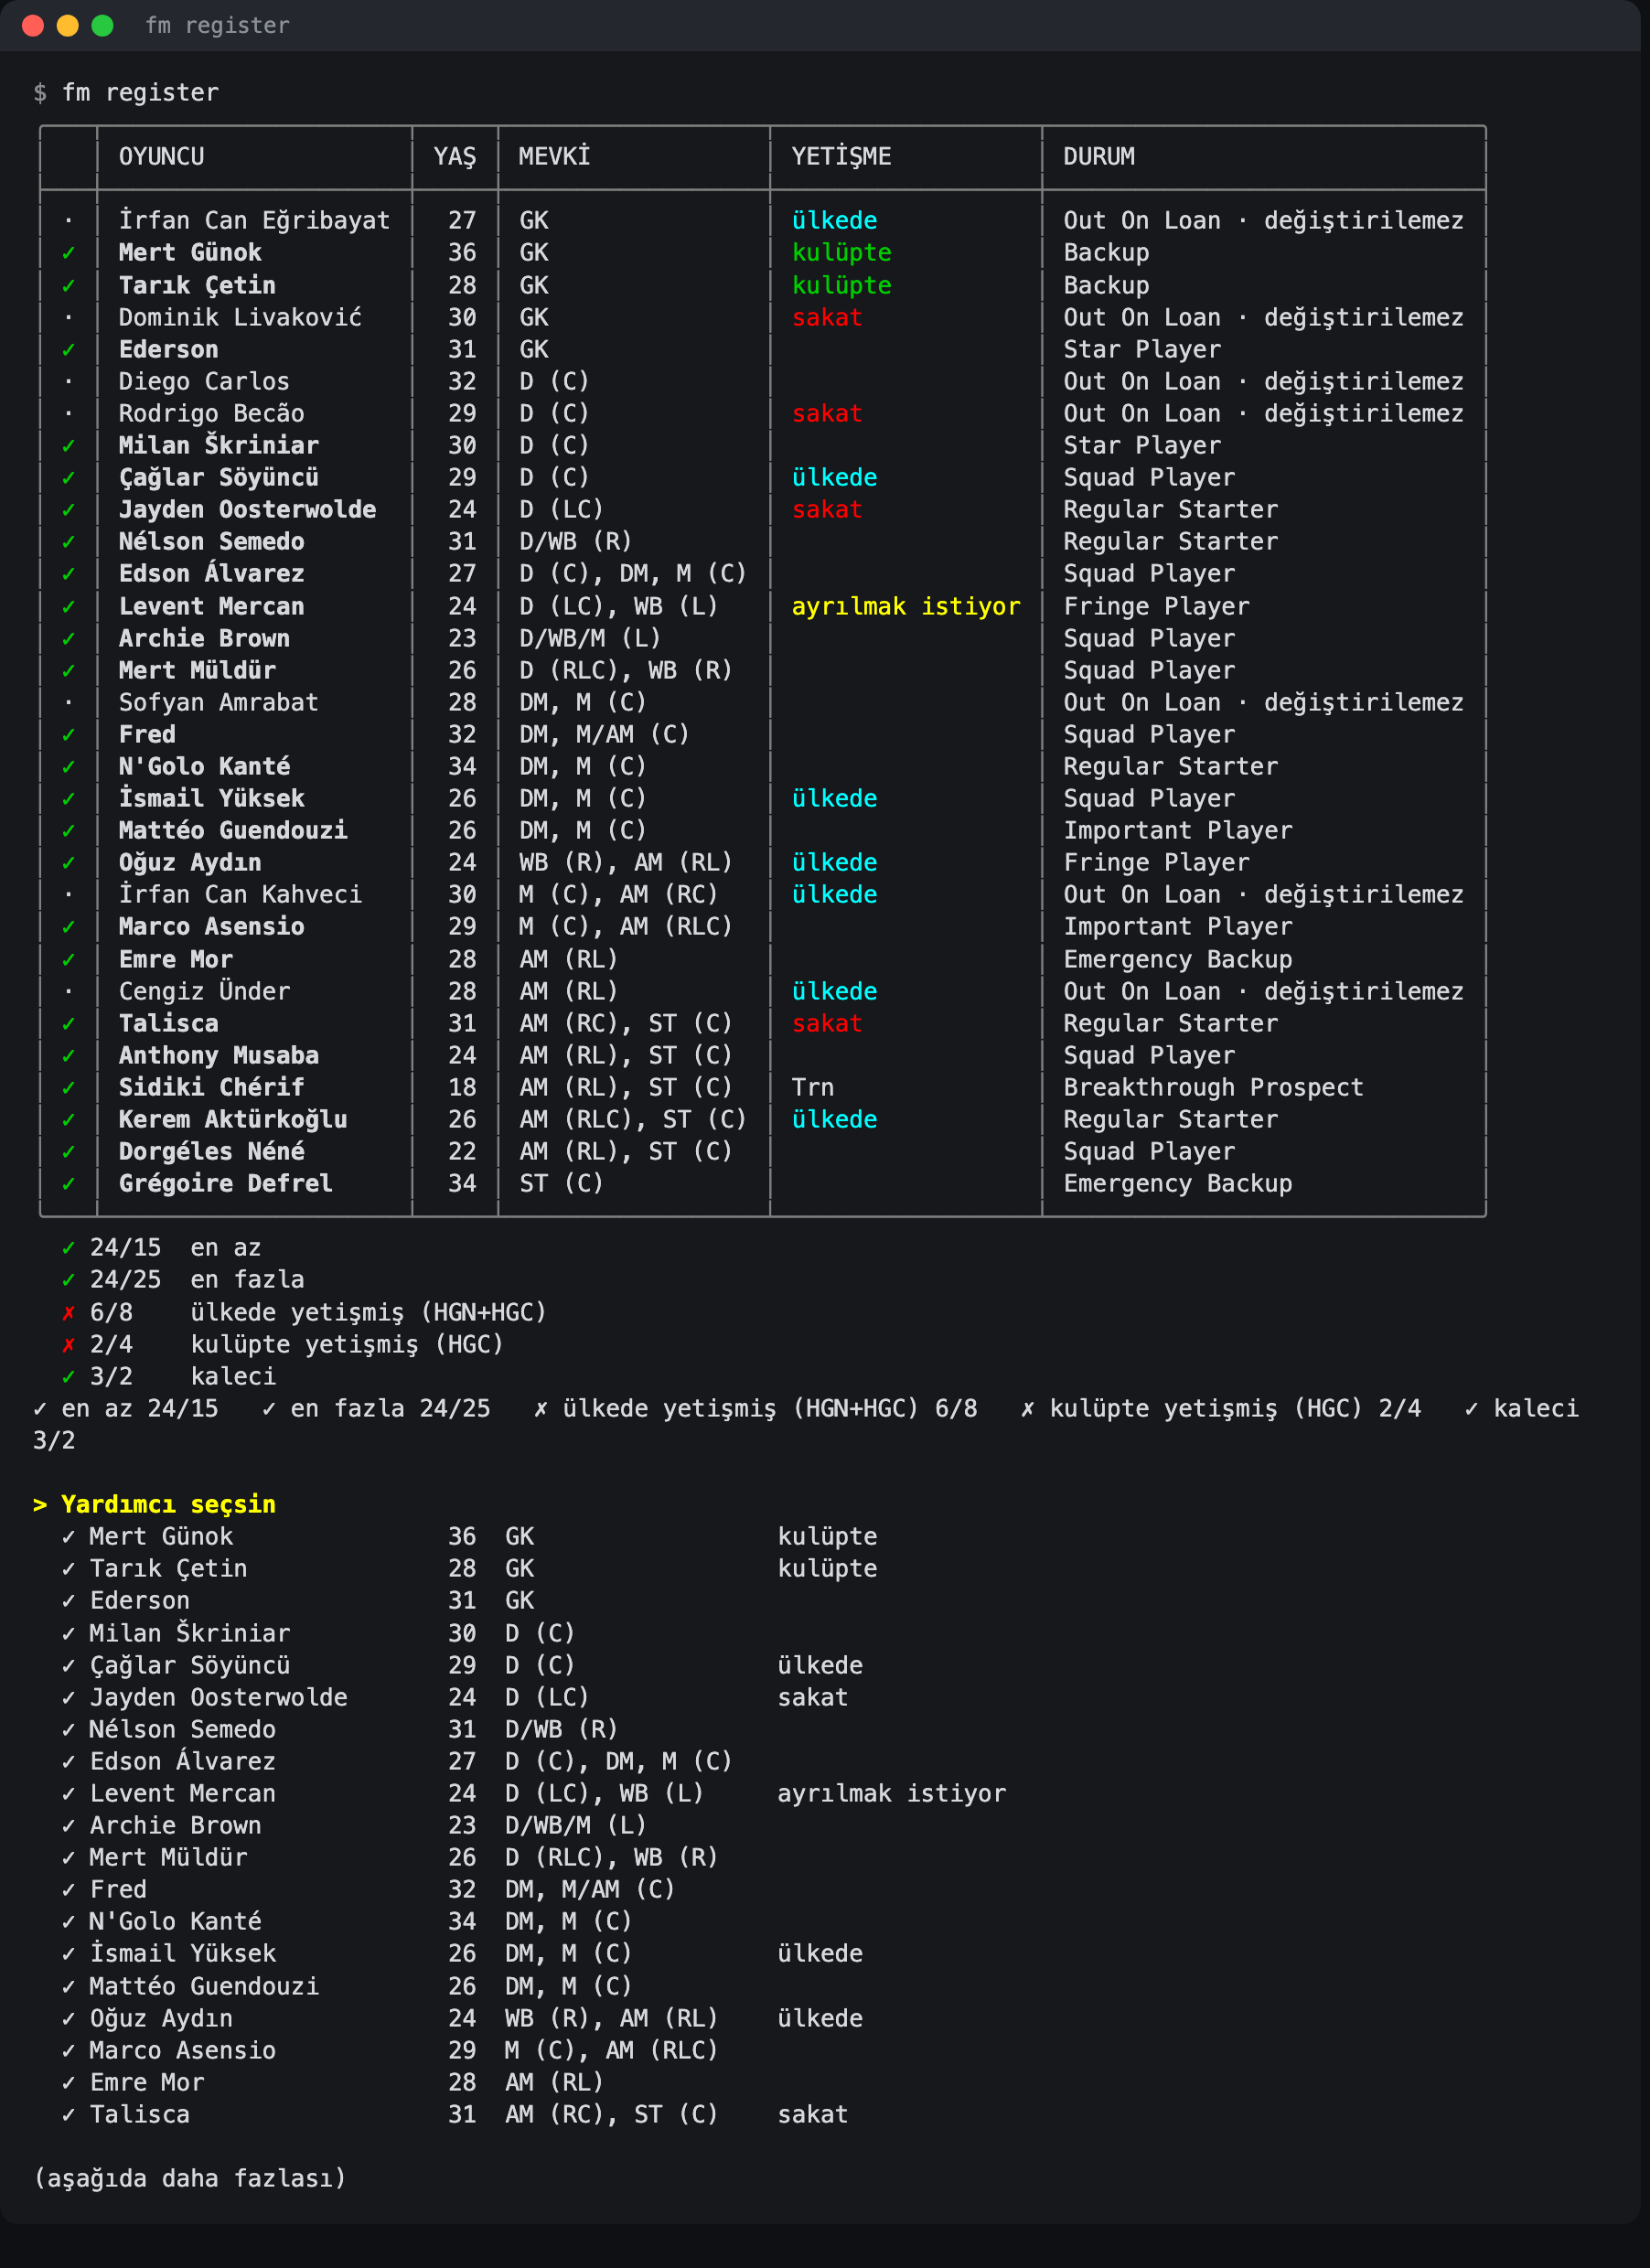 fm register
$ fm register
OYUNCU YAŞ MEVKİ YETİŞME DURUM
· İrfan Can Eğribayat 27 GK ülkede Out On Loan · değiştirilemez
✓ Mert Günok 36 GK kulüpte Backup
✓ Tarık Çetin 28 GK kulüpte Backup
· Dominik Livaković 30 GK sakat Out On Loan · değiştirilemez
✓ Ederson 31 GK Star Player
· Diego Carlos 32 D (C) Out On Loan · değiştirilemez
· Rodrigo Becão 29 D (C) sakat Out On Loan · değiştirilemez
✓ Milan Škriniar 30 D (C) Star Player
✓ Çağlar Söyüncü 29 D (C) ülkede Squad Player
✓ Jayden Oosterwolde 24 D (LC) sakat Regular Starter
✓ Nélson Semedo 31 D/WB (R) Regular Starter
✓ Edson Álvarez 27 D (C), DM, M (C) Squad Player
✓ Levent Mercan 24 D (LC), WB (L) ayrılmak istiyor Fringe Player
✓ Archie Brown 23 D/WB/M (L) Squad Player
✓ Mert Müldür 26 D (RLC), WB (R) Squad Player
· Sofyan Amrabat 28 DM, M (C) Out On Loan · değiştirilemez
✓ Fred 32 DM, M/AM (C) Squad Player
✓ N'Golo Kanté 34 DM, M (C) Regular Starter
✓ İsmail Yüksek 26 DM, M (C) ülkede Squad Player
✓ Mattéo Guendouzi 26 DM, M (C) Important Player
✓ Oğuz Aydın 24 WB (R), AM (RL) ülkede Fringe Player
· İrfan Can Kahveci 30 M (C), AM (RC) ülkede Out On Loan · değiştirilemez
✓ Marco Asensio 29 M (C), AM (RLC) Important Player
✓ Emre Mor 28 AM (RL) Emergency Backup
· Cengiz Ünder 28 AM (RL) ülkede Out On Loan · değiştirilemez
✓ Talisca 31 AM (RC), ST (C) sakat Regular Starter
✓ Anthony Musaba 24 AM (RL), ST (C) Squad Player
✓ Sidiki Chérif 18 AM (RL), ST (C) Trn Breakthrough Prospect
✓ Kerem Aktürkoğlu 26 AM (RLC), ST (C) ülkede Regular Starter
✓ Dorgéles Néné 22 AM (RL), ST (C) Squad Player
✓ Grégoire Defrel 34 ST (C) Emergency Backup
✓ 24/15 en az
✓ 24/25 en fazla
✗ 6/8 ülkede yetişmiş (HGN+HGC)
✗ 2/4 kulüpte yetişmiş (HGC)
✓ 3/2 kaleci
✓ en az 24/15 ✓ en fazla 24/25 ✗ ülkede yetişmiş (HGN+HGC) 6/8 ✗ kulüpte yetişmiş (HGC) 2/4 ✓ kaleci
3/2
> Yardımcı seçsin
✓ Mert Günok 36 GK kulüpte
✓ Tarık Çetin 28 GK kulüpte
✓ Ederson 31 GK
✓ Milan Škriniar 30 D (C)
✓ Çağlar Söyüncü 29 D (C) ülkede
✓ Jayden Oosterwolde 24 D (LC) sakat
✓ Nélson Semedo 31 D/WB (R)
✓ Edson Álvarez 27 D (C), DM, M (C)
✓ Levent Mercan 24 D (LC), WB (L) ayrılmak istiyor
✓ Archie Brown 23 D/WB/M (L)
✓ Mert Müldür 26 D (RLC), WB (R)
✓ Fred 32 DM, M/AM (C)
✓ N'Golo Kanté 34 DM, M (C)
✓ İsmail Yüksek 26 DM, M (C) ülkede
✓ Mattéo Guendouzi 26 DM, M (C)
✓ Oğuz Aydın 24 WB (R), AM (RL) ülkede
✓ Marco Asensio 29 M (C), AM (RLC)
✓ Emre Mor 28 AM (RL)
✓ Talisca 31 AM (RC), ST (C) sakat
(aşağıda daha fazlası)